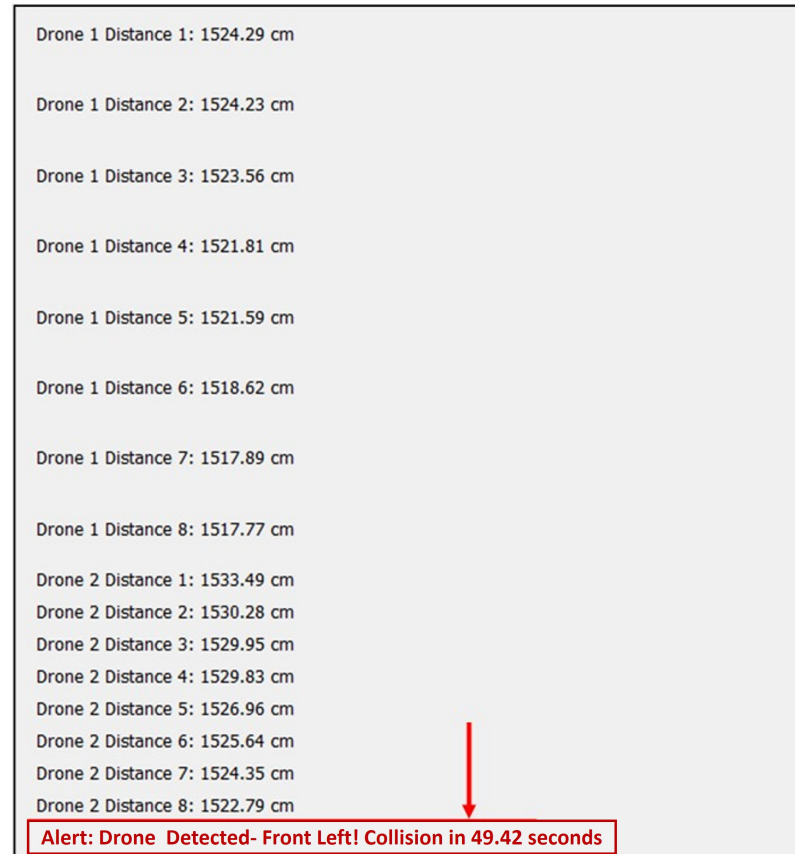 Drone 1 Distance 1: 1524.29 cm
Drone 1 Distance 2: 1524.23 cm
Drone 1 Distance 3: 1523.56 cm
Drone 1 Distance 4: 1521.81 cm
Drone 1 Distance 5: 1521.59 cm
Drone 1 Distance 6: 1518.62 cm
Drone 1 Distance 7: 1517.89 cm
Drone 1 Distance 8: 1517.77 cm
Drone 2 Distance 1: 1533.49 cm
Drone 2 Distance 2: 1530.28 cm
Drone 2 Distance 3: 1529.95 cm
Drone 2 Distance 4: 1529.83 cm
Drone 2 Distance 5: 1526.96 cm
Drone 2 Distance 6: 1525.64 cm
Drone 2 Distance 7: 1524.35 cm
Drone 2 Distance 8: 1522.79 cm
Alert: Drone  Detected- Front Left! Collision in 49.42 seconds